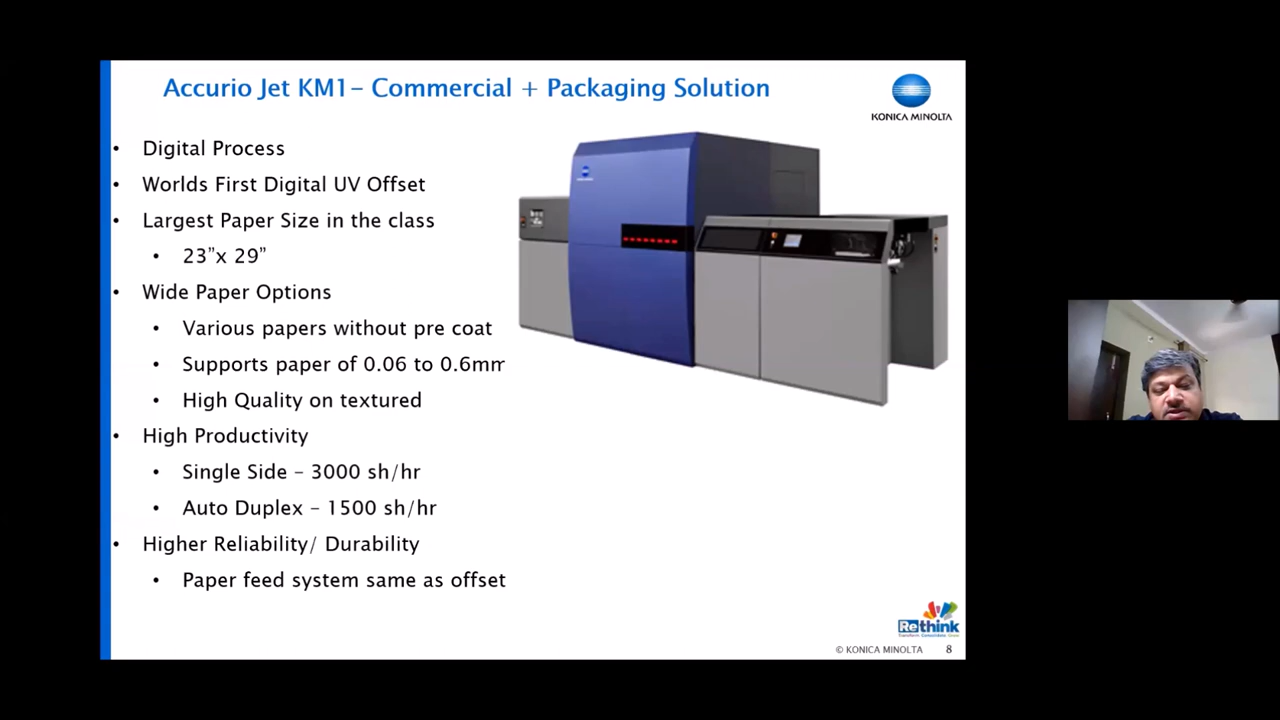 Accurio Jet KM1– Commercial + Packaging Solution
KONICA MINOLTA
• Digital Process
• Worlds First Digital UV Offset
• Largest Paper Size in the class
• 23”x 29”
• Wide Paper Options
• Various papers without pre coat
• Supports paper of 0.06 to 0.6mm
• High Quality on textured
• High Productivity
• Single Side – 3000 sh/hr
• Auto Duplex – 1500 sh/hr
• Higher Reliability/ Durability
• Paper feed system same as offset
Rethink
© KONICA MINOLTA 8